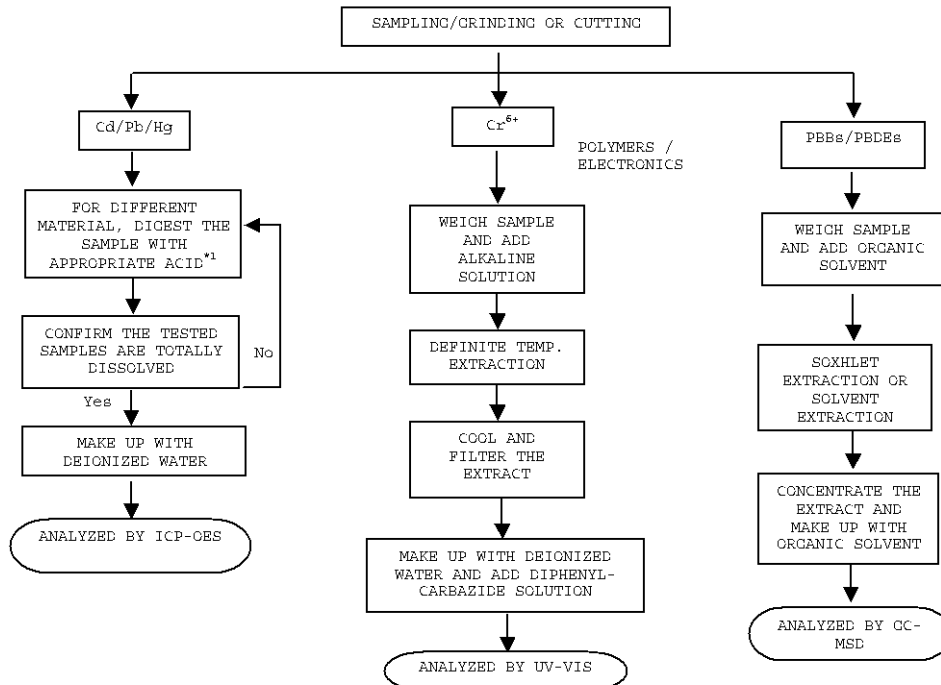 SAMPLING/GRINDING OR CUTTING
Cd/Pb/Hg
FOR DIFFERENT
MATERIAL, DIGEST THE
SAMPLE WITH
APPROPRIATE ACID*1
CONFIRM THE TESTED
SAMPLES ARE TOTALLY
DISSOLVED
No
Yes
MAKE UP WITH
DEIONIZED WATER
ANALYZED BY ICP-OES
Cr6+
POLYMERS /
ELECTRONICS
WEIGH SAMPLE
AND ADD
ALKALINE
SOLUTION
DEFINITE TEMP.
EXTRACTION
COOL AND
FILTER THE
EXTRACT
MAKE UP WITH DEIONIZED
WATER AND ADD DIPHENYL-
CARBAZIDE SOLUTION
ANALYZED BY UV-VIS
PBBs/PBDEs
WEIGH SAMPLE
AND ADD ORGANIC
SOLVENT
SOXHLET
EXTRACTION OR
SOLVENT
EXTRACTION
CONCENTRATE THE
EXTRACT AND
MAKE UP WITH
ORGANIC SOLVENT
ANALYZED BY GC-
MSD